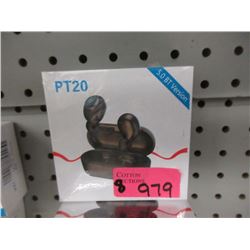 PT20
5.0 BT Version
COTTON
AUCTIONS
8 979